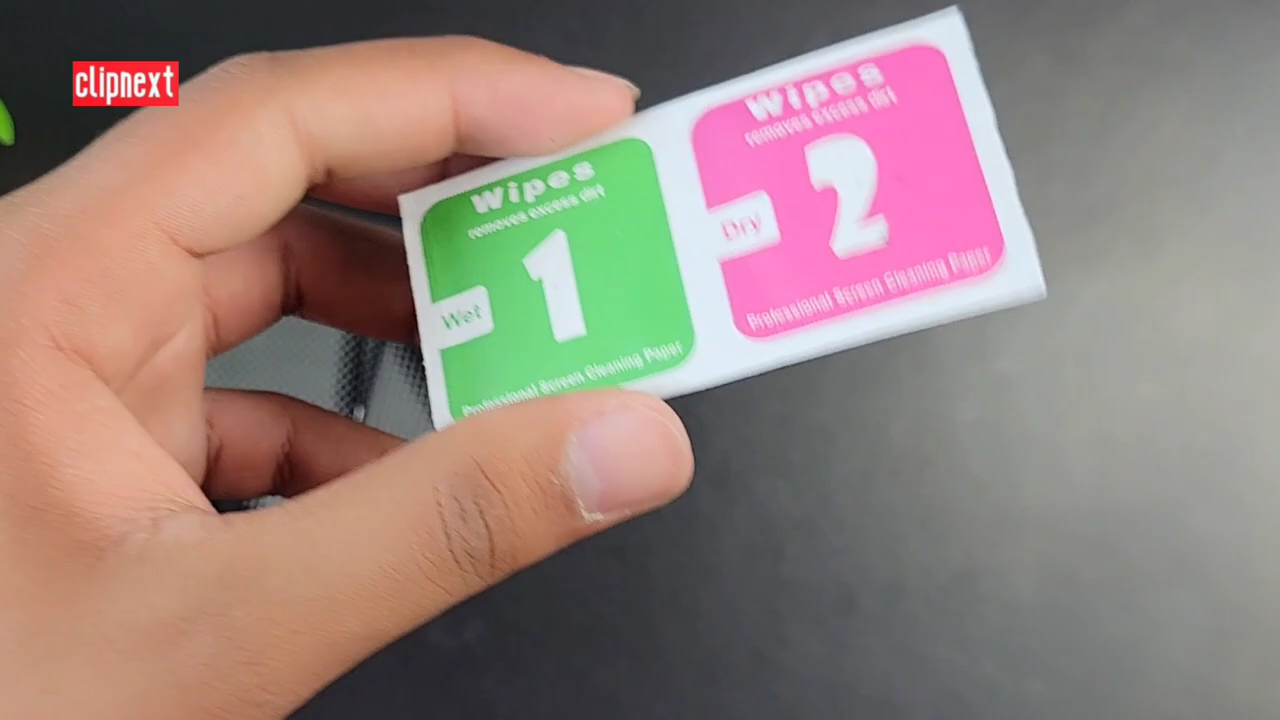 clipnext
Wipes
removes excess dirt
1
Wet
Professional Screen Cleaning Paper
Wipes
removes excess dirt
2
Dry
Professional Screen Cleaning Paper